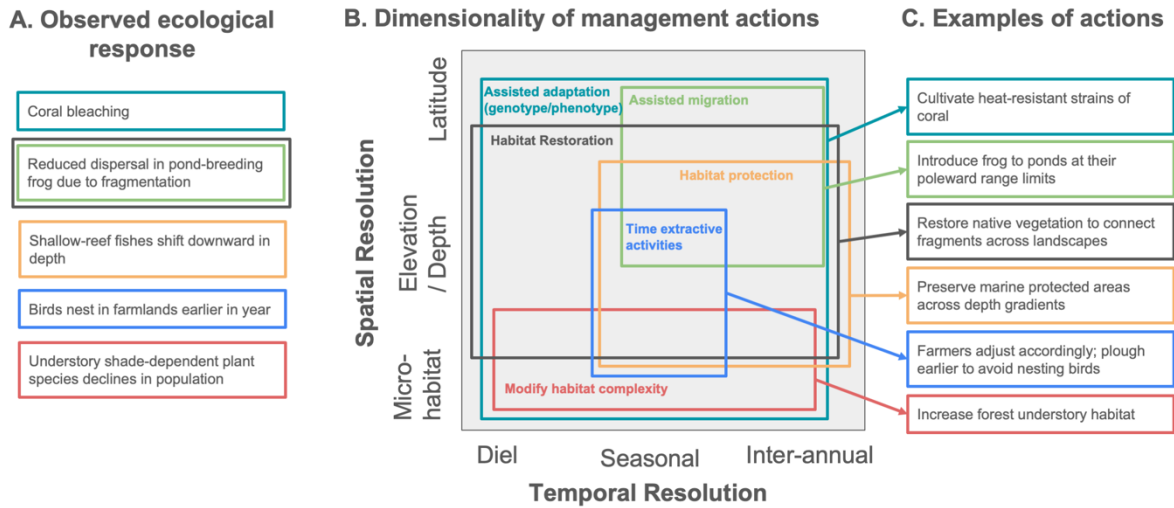 A. Observed ecological
response
Coral bleaching
Reduced dispersal in pond-breeding
frog due to fragmentation
Shallow-reef fishes shift downward in
depth
Birds nest in farmlands earlier in year
Understory shade-dependent plant
species declines in population
B. Dimensionality of management actions
Spatial Resolution
Latitude
Elevation
/ Depth
Micro-
habitat
Assisted adaptation
(genotype/phenotype)
Assisted migration
Habitat Restoration
Habitat protection
Time extractive
activities
Modify habitat complexity
Diel
Seasonal
Inter-annual
Temporal Resolution
C. Examples of actions
Cultivate heat-resistant strains of
coral
Introduce frog to ponds at their
poleward range limits
Restore native vegetation to connect
fragments across landscapes
Preserve marine protected areas
across depth gradients
Farmers adjust accordingly; plough
earlier to avoid nesting birds
Increase forest understory habitat